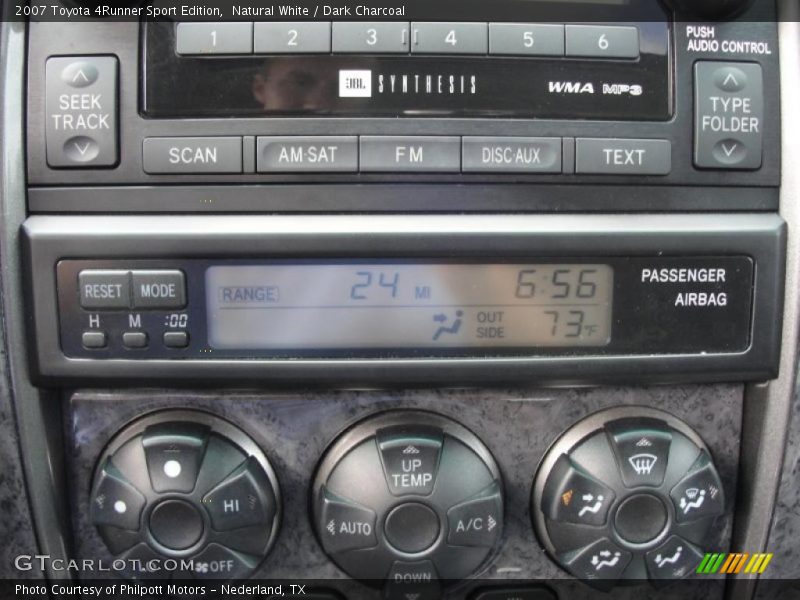 2007 Toyota 4Runner Sport Edition, Natural White / Dark Charcoal
1 2 3 4 5 6
PUSH
AUDIO CONTROL
SEEK
TRACK
JBL SYNTHESIS
WMA MP3
TYPE
FOLDER
SCAN AM·SAT FM DISC·AUX TEXT
RESET MODE
H M :00
RANGE 24 MI 6:56
OUT
SIDE 73°F
PASSENGER
AIRBAG
HI
OFF
UP
TEMP
AUTO A/C
DOWN
GTCARLOT.COM
Photo Courtesy of Philpott Motors – Nederland, TX